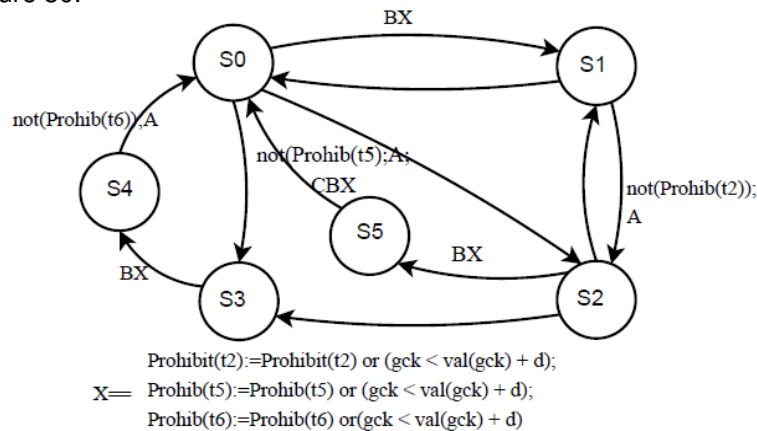 BX
S0
S1
not(Prohib(t6));A
not(Prohib(t5);A;
CBX
S4
not(Prohib(t2));
A
S5
BX
BX
S3
S2
Prohibit(t2):=Prohibit(t2) or (gck < val(gck) + d);
X== Prohib(t5):=Prohib(t5) or (gck < val(gck) + d);
Prohib(t6):=Prohib(t6) or(gck < val(gck) + d)